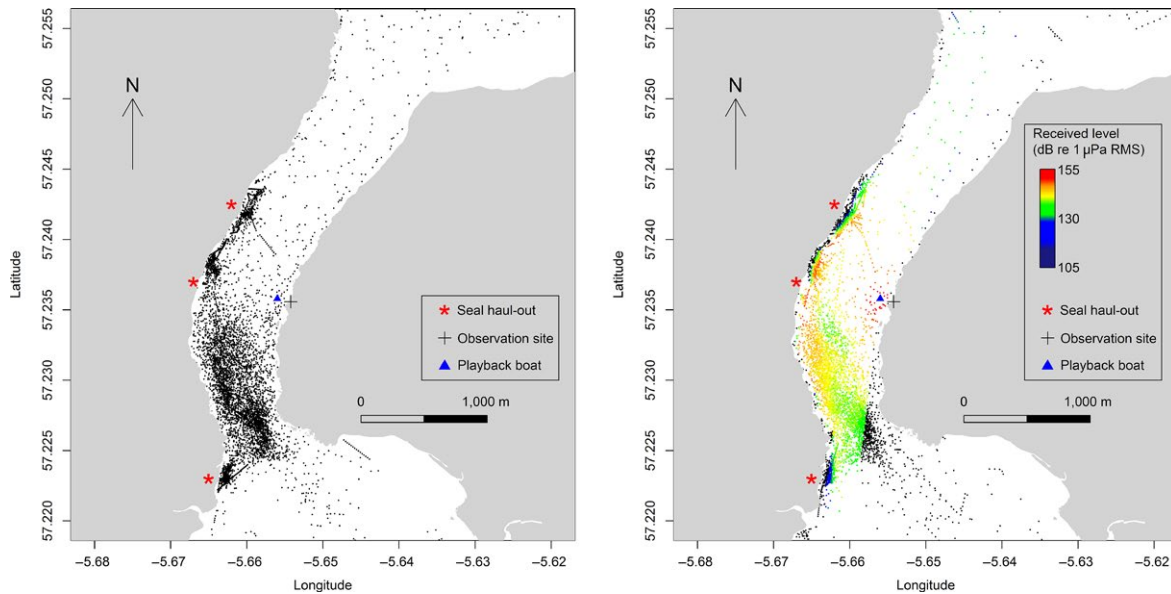 57.255
57.250
57.245
57.240
57.235
57.230
57.225
57.220
Latitude
N
Seal haul-out
Observation site
Playback boat
0 1,000 m
–5.68 –5.67 –5.66 –5.65 –5.64 –5.63 –5.62
Longitude
57.255
57.250
57.245
57.240
57.235
57.230
57.225
57.220
Latitude
N
Received level
(dB re 1 µPa RMS)
155
130
105
Seal haul-out
Observation site
Playback boat
0 1,000 m
–5.68 –5.67 –5.66 –5.65 –5.64 –5.63 –5.62
Longitude